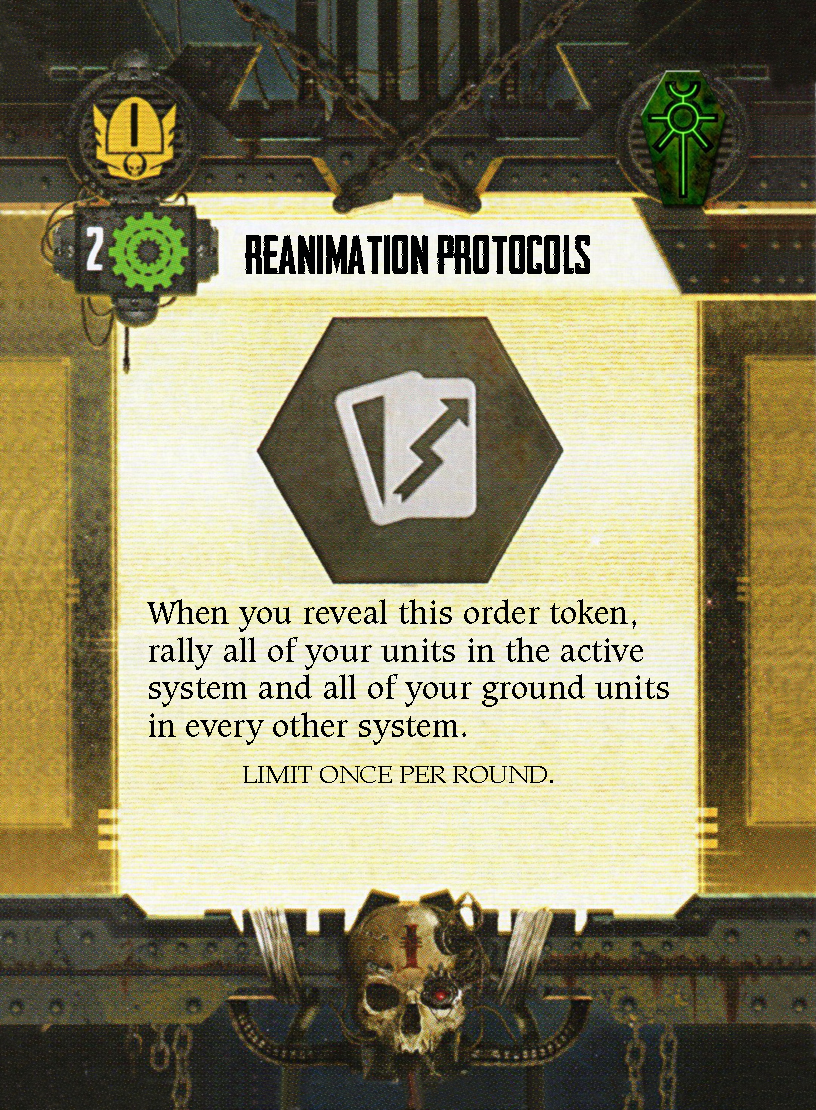 I
2
REANIMATION PROTOCOLS
When you reveal this order token,
rally all of your units in the active
system and all of your ground units
in every other system.
LIMIT ONCE PER ROUND.
I